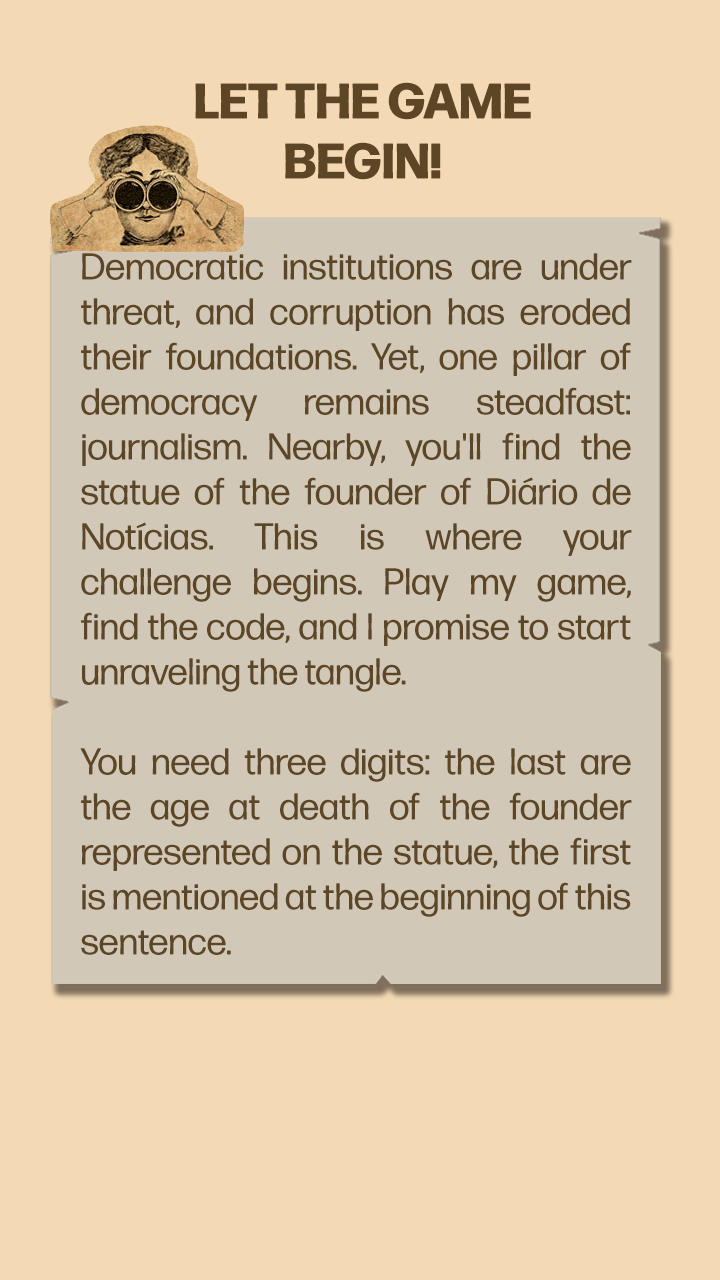 LET THE GAME
BEGIN!
Democratic institutions are under
threat, and corruption has eroded
their foundations. Yet, one pillar of
democracy remains steadfast:
journalism. Nearby, you'll find the
statue of the founder of Diário de
Notícias. This is where your
challenge begins. Play my game,
find the code, and I promise to start
unraveling the tangle.
You need three digits: the last are
the age at death of the founder
represented on the statue, the first
is mentioned at the beginning of this
sentence.